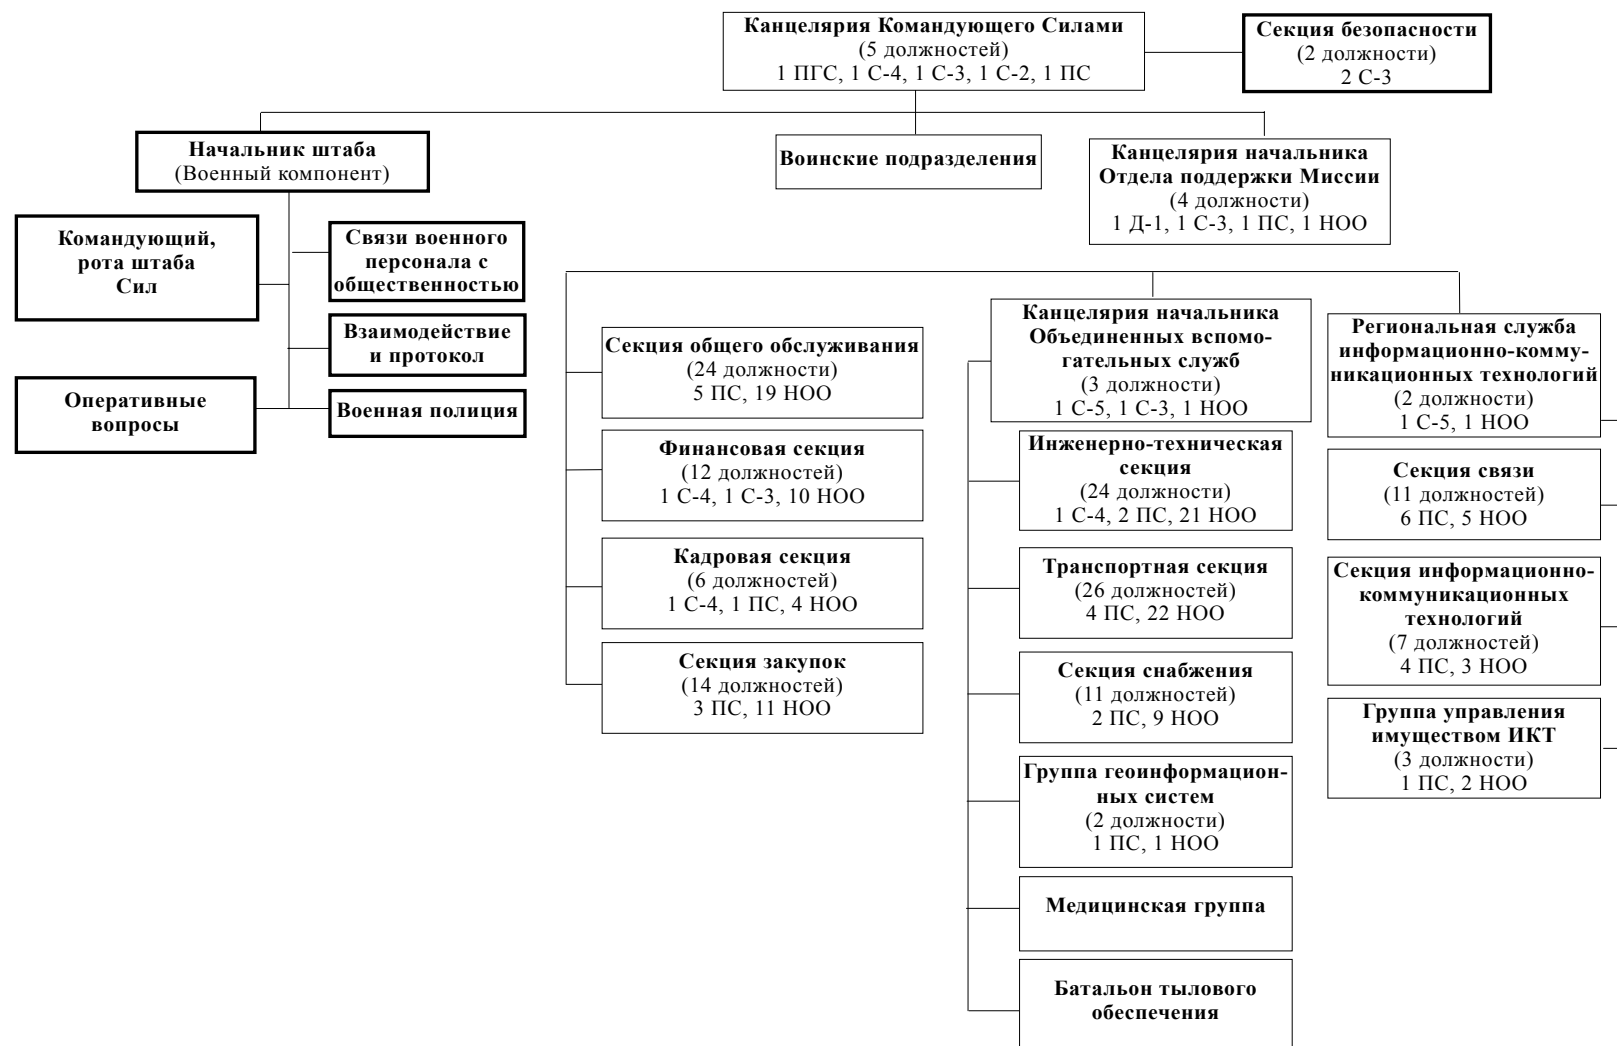 Канцелярия Командующего Силами
(5 должностей)
1 ПГС, 1 С-4, 1 С-3, 1 С-2, 1 ПС
Секция безопасности
(2 должности)
2 С-3
Начальник штаба
(Военный компонент)
Воинские подразделения
Канцелярия начальника
Отдела поддержки Миссии
(4 должности)
1 Д-1, 1 С-3, 1 ПС, 1 НОО
Командующий,
рота штаба
Сил
Связи военного
персонала с
общественностью
Взаимодействие
и протокол
Оперативные
вопросы
Военная полиция
Секция общего обслуживания
(24 должности)
5 ПС, 19 НОО
Финансовая секция
(12 должностей)
1 С-4, 1 С-3, 10 НОО
Кадровая секция
(6 должностей)
1 С-4, 1 ПС, 4 НОО
Секция закупок
(14 должностей)
3 ПС, 11 НОО
Канцелярия начальника
Объединенных вспомо-
гательных служб
(3 должности)
1 С-5, 1 С-3, 1 НОО
Инженерно-техническая
секция
(24 должности)
1 С-4, 2 ПС, 21 НОО
Транспортная секция
(26 должностей)
4 ПС, 22 НОО
Секция снабжения
(11 должностей)
2 ПС, 9 НОО
Группа геоинформацион-
ных систем
(2 должности)
1 ПС, 1 НОО
Медицинская группа
Батальон тылового
обеспечения
Региональная служба
информационно-комму-
никационных технологий
(2 должности)
1 С-5, 1 НОО
Секция связи
(11 должностей)
6 ПС, 5 НОО
Секция информационно-
коммуникационных
технологий
(7 должностей)
4 ПС, 3 НОО
Группа управления
имуществом ИКТ
(3 должности)
1 ПС, 2 НОО